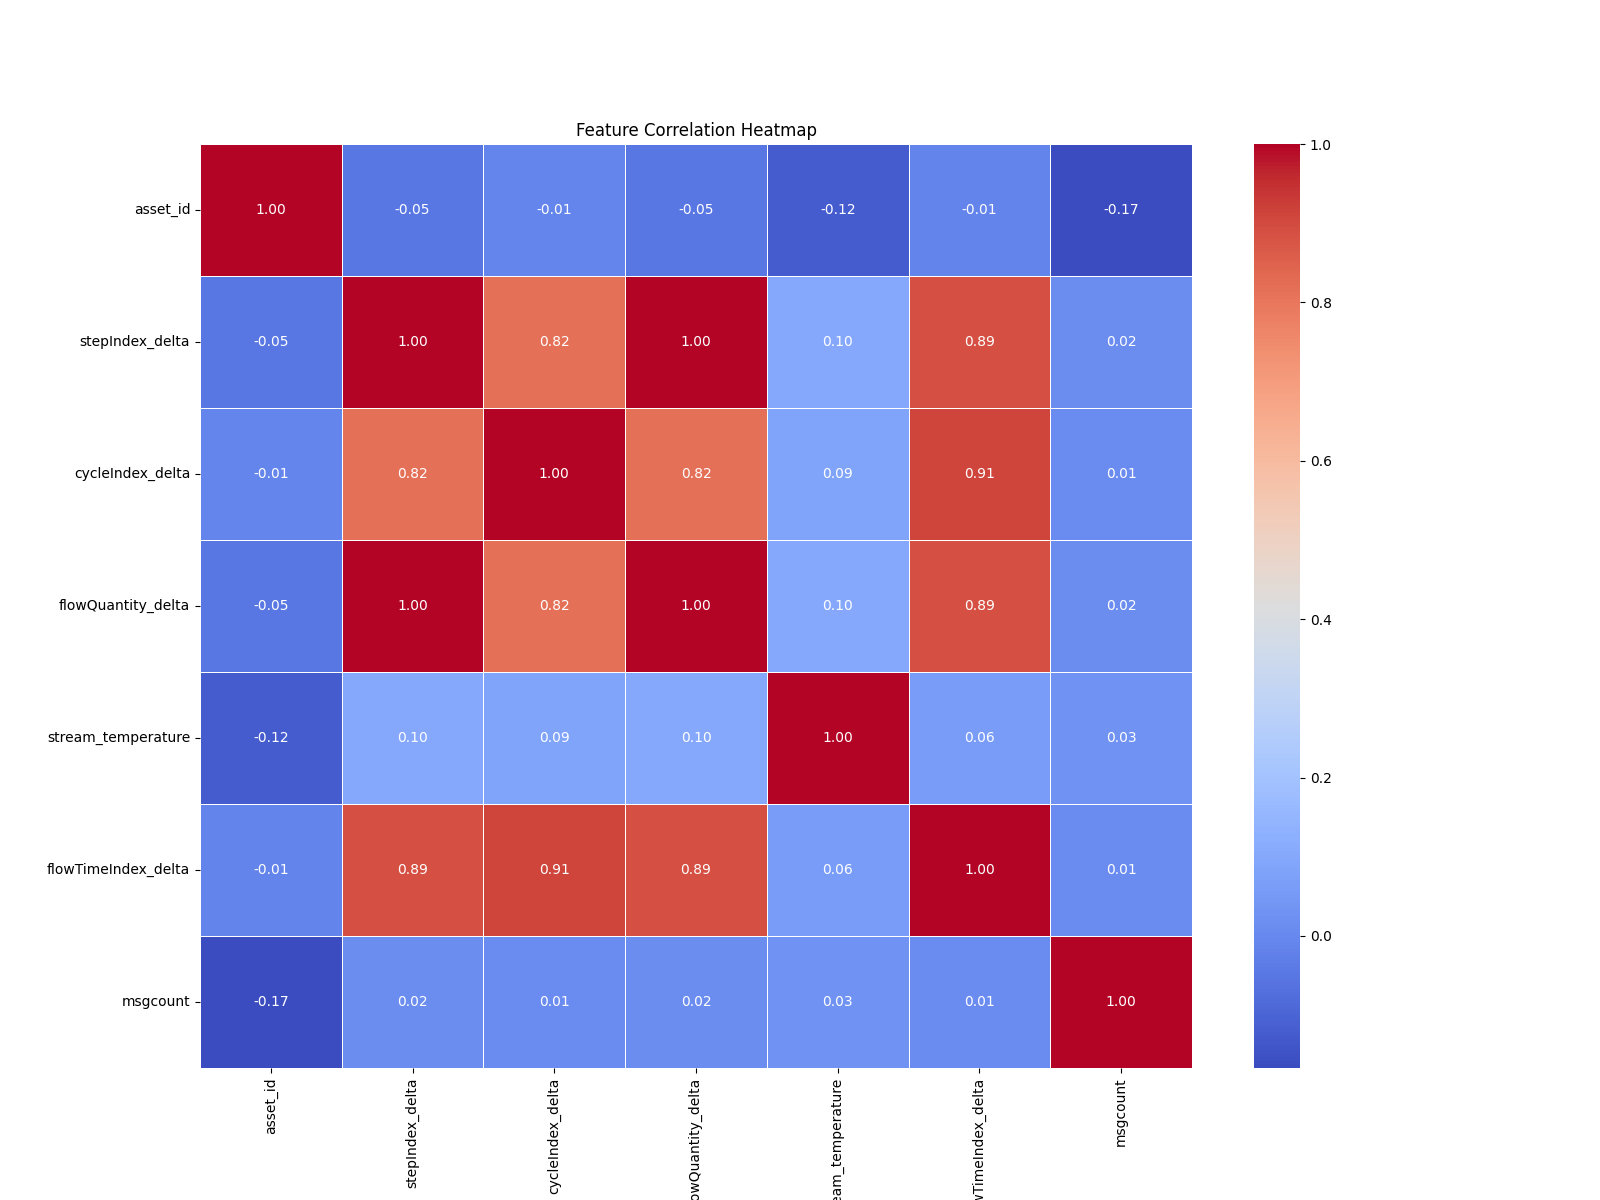 Feature Correlation Heatmap
asset_id 1.00 -0.05 -0.01 -0.05 -0.12 -0.01 -0.17
stepIndex_delta -0.05 1.00 0.82 1.00 0.10 0.89 0.02
cycleIndex_delta -0.01 0.82 1.00 0.82 0.09 0.91 0.01
flowQuantity_delta -0.05 1.00 0.82 1.00 0.10 0.89 0.02
stream_temperature -0.12 0.10 0.09 0.10 1.00 0.06 0.03
flowTimeIndex_delta -0.01 0.89 0.91 0.89 0.06 1.00 0.01
msgcount -0.17 0.02 0.01 0.02 0.03 0.01 1.00
asset_id
stepIndex_delta
cycleIndex_delta
owQuantity_delta
eam_temperature
wTimeIndex_delta
msgcount
1.0
0.8
0.6
0.4
0.2
0.0